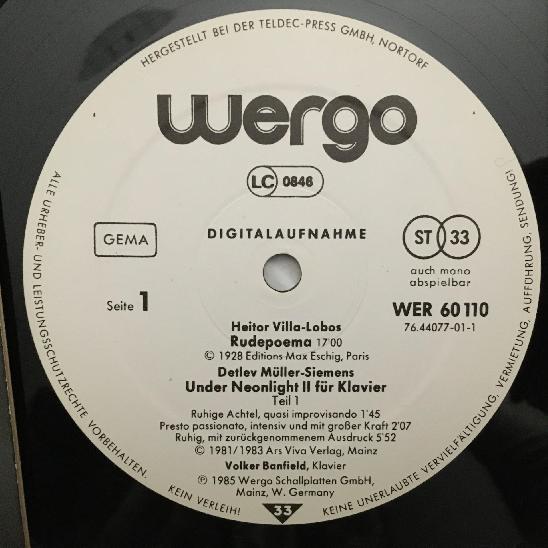 HERGESTELLT BEI DER TELDEC-PRESS GMBH, NORTORF
wergo
LC 0846
DIGITALAUFNAHME
GEMA
ST 33
auch mono
abspielbar
Seite 1
WER 60110
76.44077-01-1
Heitor Villa-Lobos
Rudepoema 17'00
© 1928 Editions Max Eschig, Paris
Detlev Müller-Siemens
Under Neonlight II für Klavier
Teil 1
Ruhige Achtel, quasi improvisando 1'45
Presto passionato, intensiv und mit großer Kraft 2'07
Ruhig, mit zurückgenommenem Ausdruck 5'52
© 1981/1983 Ars Viva Verlag, Mainz
Volker Banfield, Klavier
℗ 1985 Wergo Schallplatten GmbH,
Mainz, W. Germany
33
ALLE URHEBER- UND LEISTUNGSSCHUTZRECHTE VORBEHALTEN. KEIN VERLEIH! KEINE UNERLAUBTE VERVIELFÄLTIGUNG, VERMIETUNG, AUFFÜHRUNG, SENDUNG!